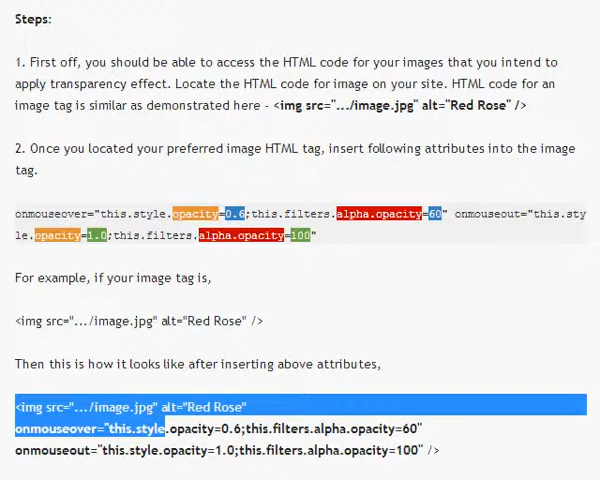 Steps:
1. First off, you should be able to access the HTML code for your images that you intend to
apply transparency effect. Locate the HTML code for image on your site. HTML code for an
image tag is similar as demonstrated here - <img src=".../image.jpg" alt="Red Rose" />
2. Once you located your preferred image HTML tag, insert following attributes into the image
tag.
onmouseover="this.style.opacity=0.6;this.filters.alpha.opacity=60" onmouseout="this.sty
le.opacity=1.0;this.filters.alpha.opacity=100"
For example, if your image tag is,
<img src=".../image.jpg" alt="Red Rose" />
Then this is how it looks like after inserting above attributes,
<img src=".../image.jpg" alt="Red Rose"
onmouseover="this.style.opacity=0.6;this.filters.alpha.opacity=60"
onmouseout="this.style.opacity=1.0;this.filters.alpha.opacity=100" />